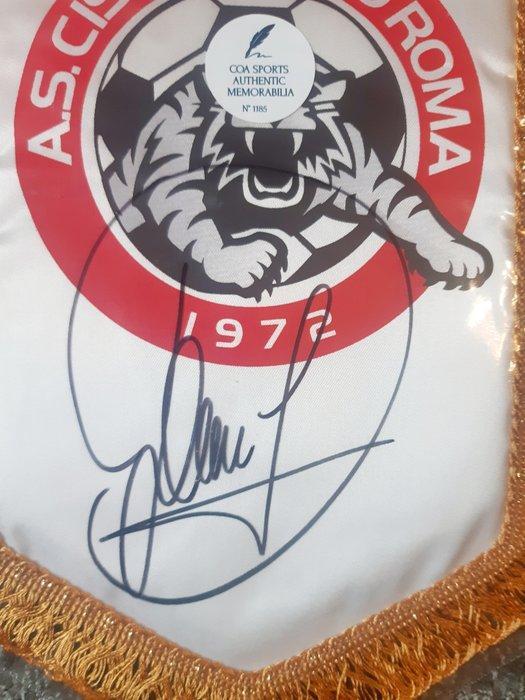 A.S. CIS ROMA
COA SPORTS
AUTHENTIC
MEMORABILIA
N° 1185
1972